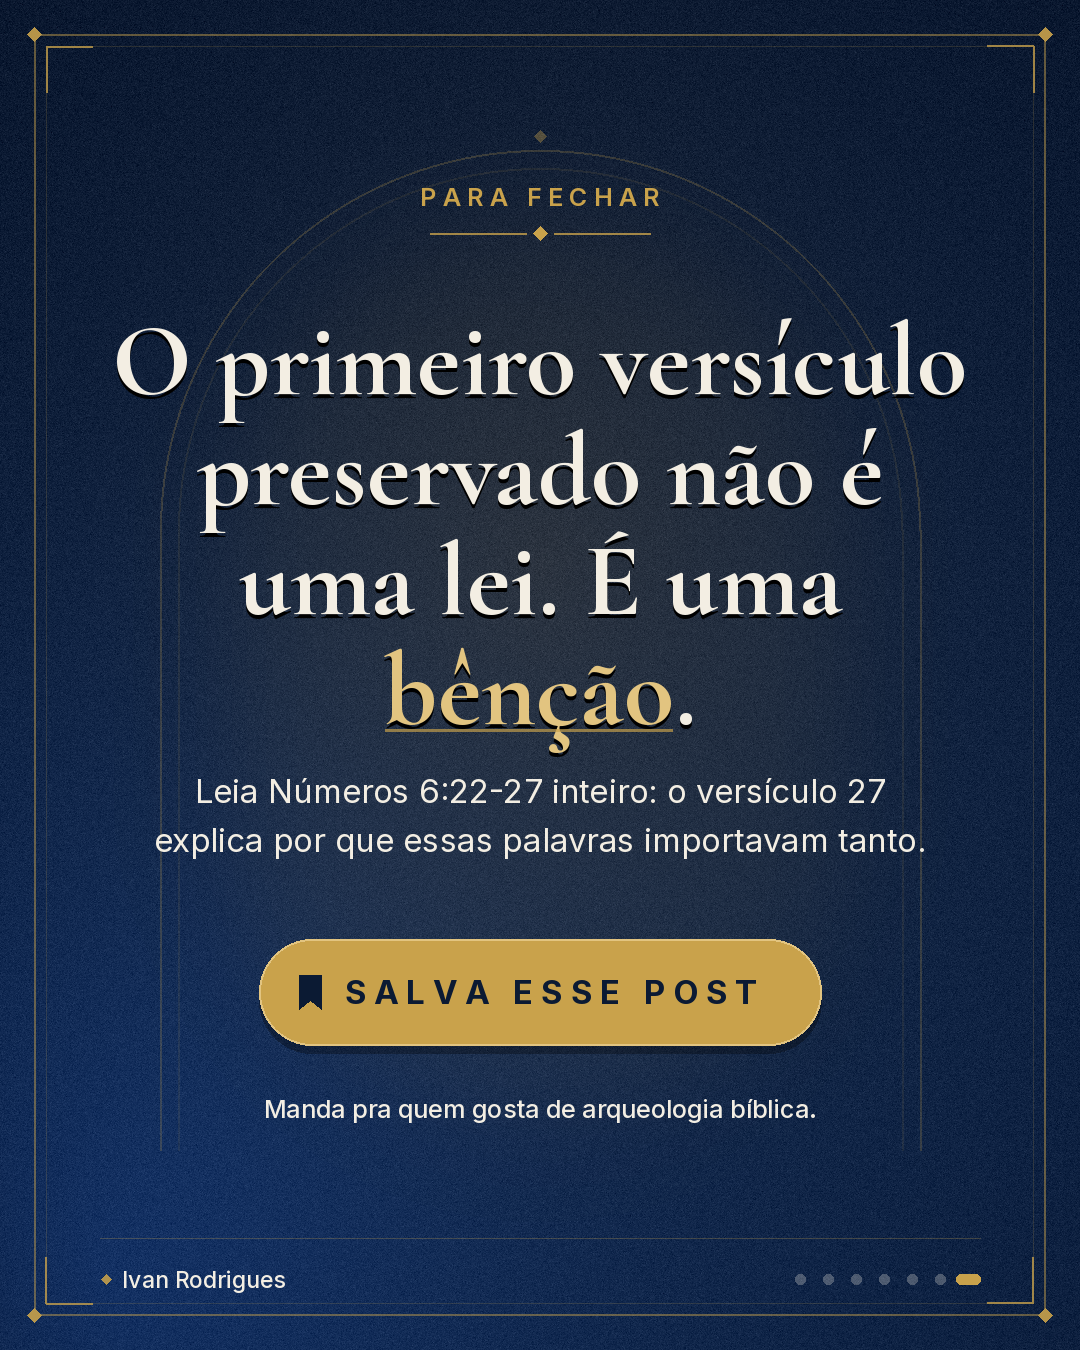 PARA FECHAR
O primeiro versículo
preservado não é
uma lei. É uma
bênção.
Leia Números 6:22-27 inteiro: o versículo 27
explica por que essas palavras importavam tanto.
SALVA ESSE POST
Manda pra quem gosta de arqueologia bíblica.
Ivan Rodrigues